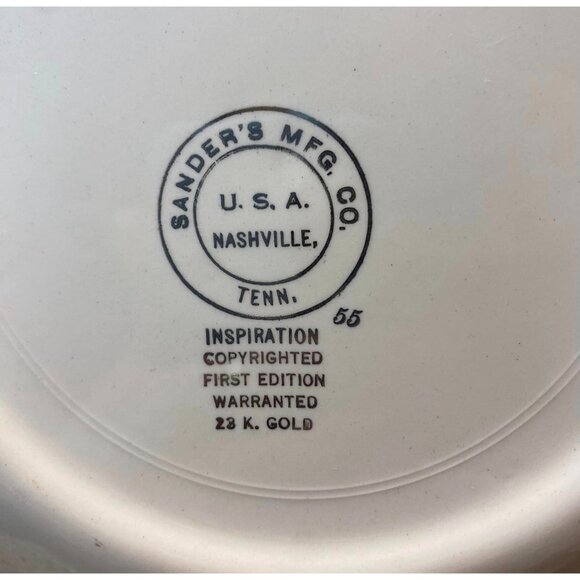 SANDER'S MFG. CO.
U. S. A.
NASHVILLE,
TENN.
55
INSPIRATION
COPYRIGHTED
FIRST EDITION
WARRANTED
23 K. GOLD